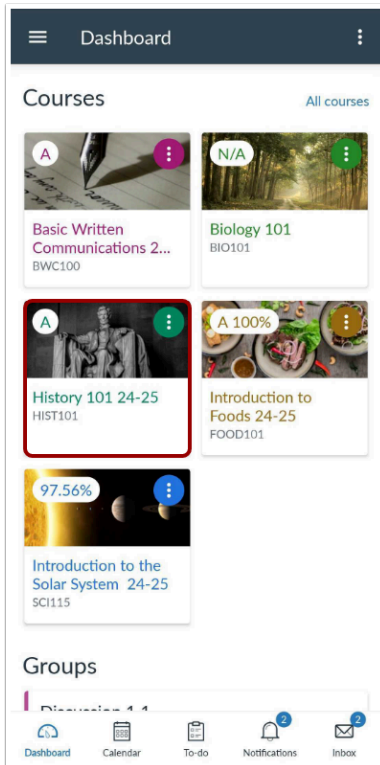 Dashboard
Courses
All courses
A
N/A
Basic Written
Communications 2...
BWC100
Biology 101
BIO101
A
A 100%
History 101 24-25
HIST101
Introduction to
Foods 24-25
FOOD101
97.56%
Introduction to the
Solar System 24-25
SCI115
Groups
Discussion 1-1
2
2
Dashboard
Calendar
To-do
Notifications
Inbox